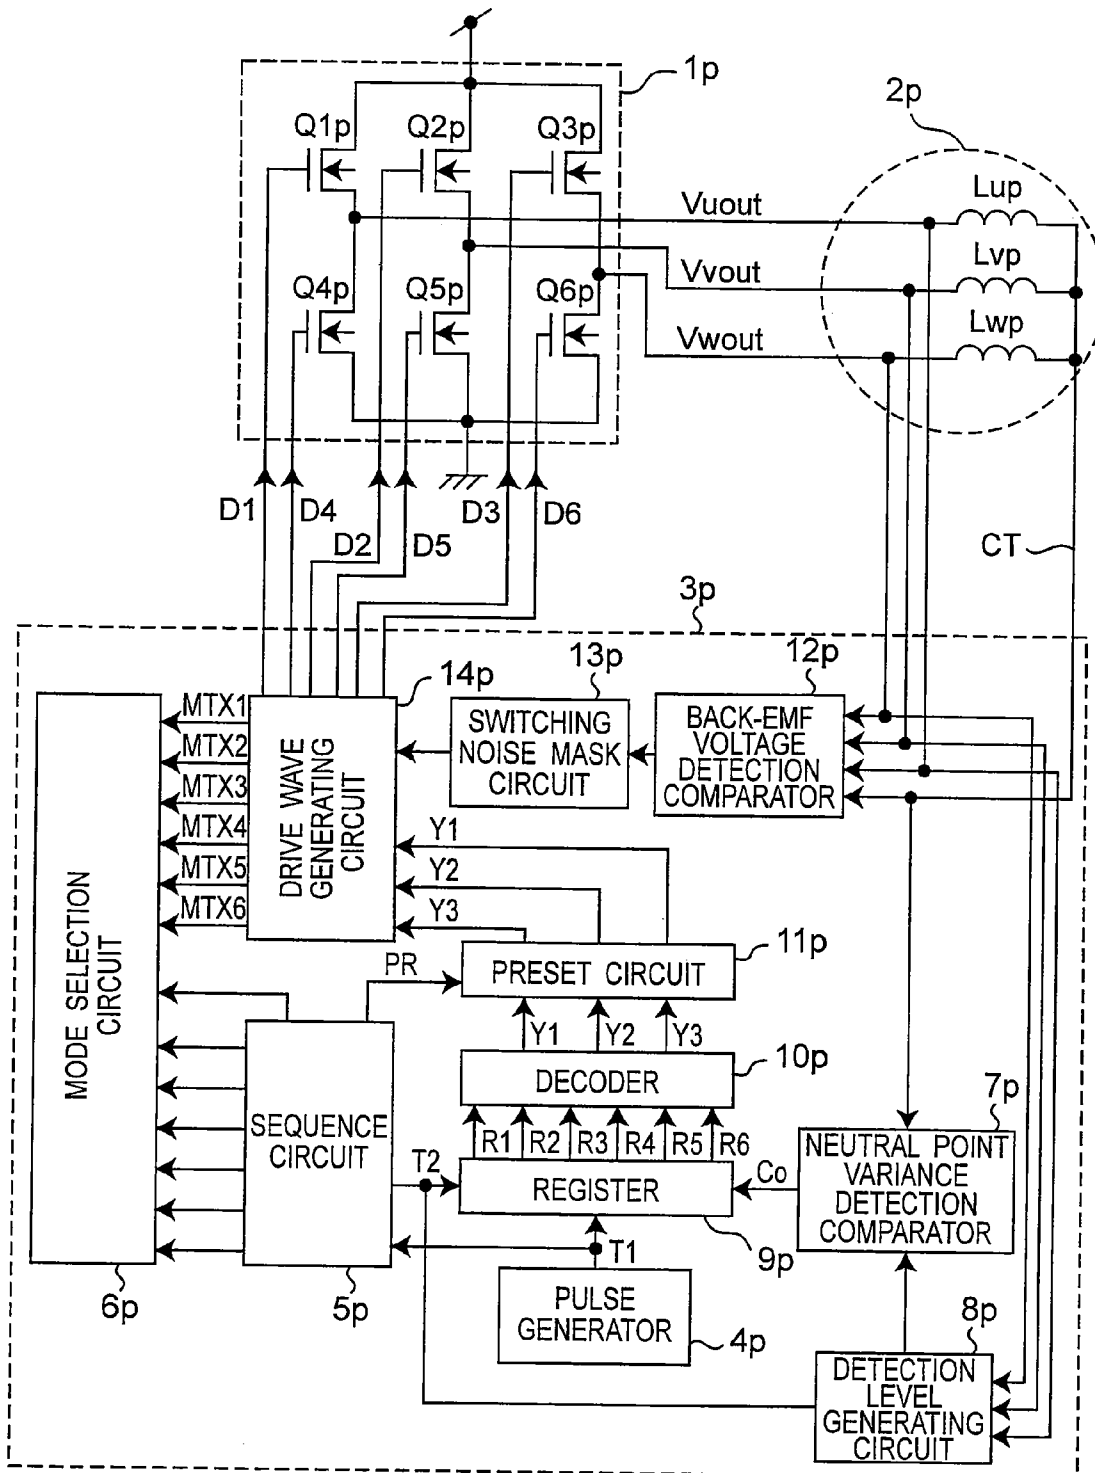 1p
2p
Q1p
Q2p
Q3p
Lup
Vuout
Lvp
Vvout
Q4p
Q5p
Q6p
Lwp
Vwout
D1
D4
D2
D5
D3
D6
CT
3p
14p
13p
12p
MTX1
MTX2
MTX3
MTX4
MTX5
MTX6
DRIVE WAVE
GENERATING
CIRCUIT
SWITCHING
NOISE MASK
CIRCUIT
BACK-EMF
VOLTAGE
DETECTION
COMPARATOR
Y1
Y2
Y3
MODE SELECTION
CIRCUIT
PR
PRESET CIRCUIT
11p
Y1
Y2
Y3
DECODER
10p
SEQUENCE
CIRCUIT
R1
R2
R3
R4
R5
R6
7p
T2
REGISTER
Co
NEUTRAL POINT
VARIANCE
DETECTION
COMPARATOR
T1
9p
6p
5p
PULSE
GENERATOR
4p
8p
DETECTION
LEVEL
GENERATING
CIRCUIT